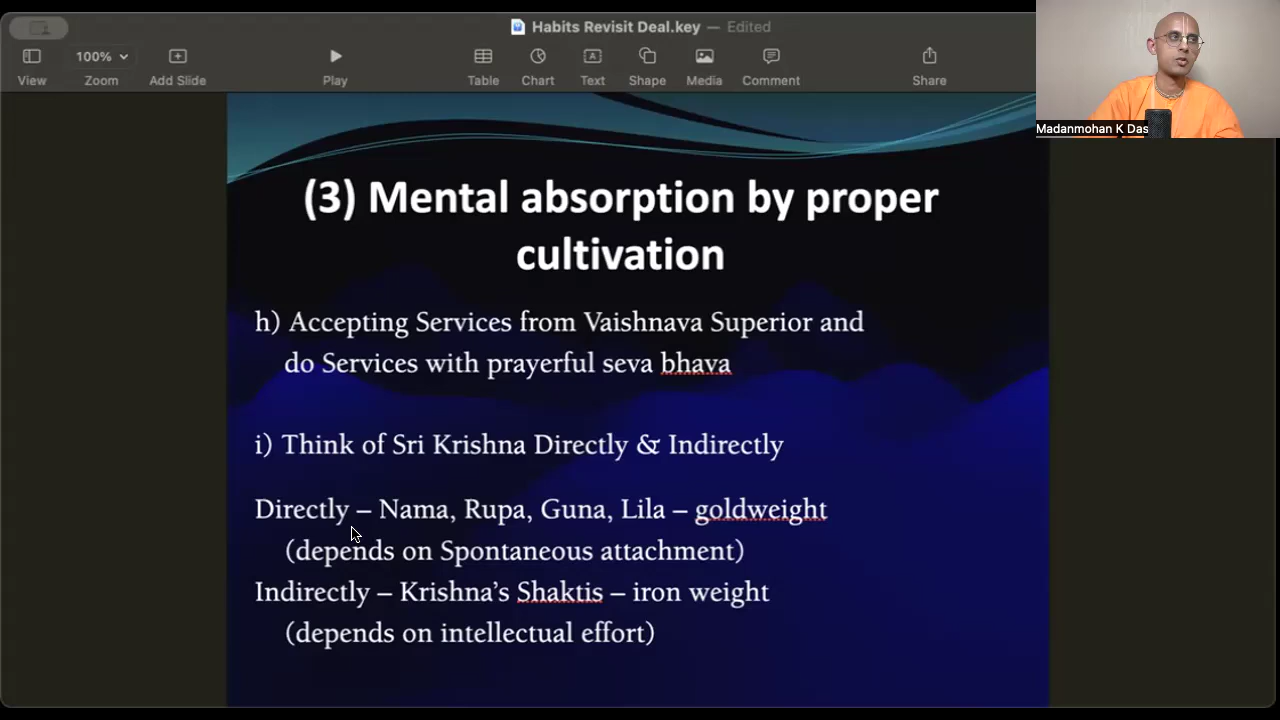 Habits Revisit Deal.key — Edited
100%
View
Zoom
Add Slide
Play
Table
Chart
Text
Shape
Media
Comment
Share
Madanmohan K Das
(3) Mental absorption by proper
cultivation
h) Accepting Services from Vaishnava Superior and
do Services with prayerful seva bhava
i) Think of Sri Krishna Directly & Indirectly
Directly – Nama, Rupa, Guna, Lila – goldweight
(depends on Spontaneous attachment)
Indirectly – Krishna’s Shaktis – iron weight
(depends on intellectual effort)